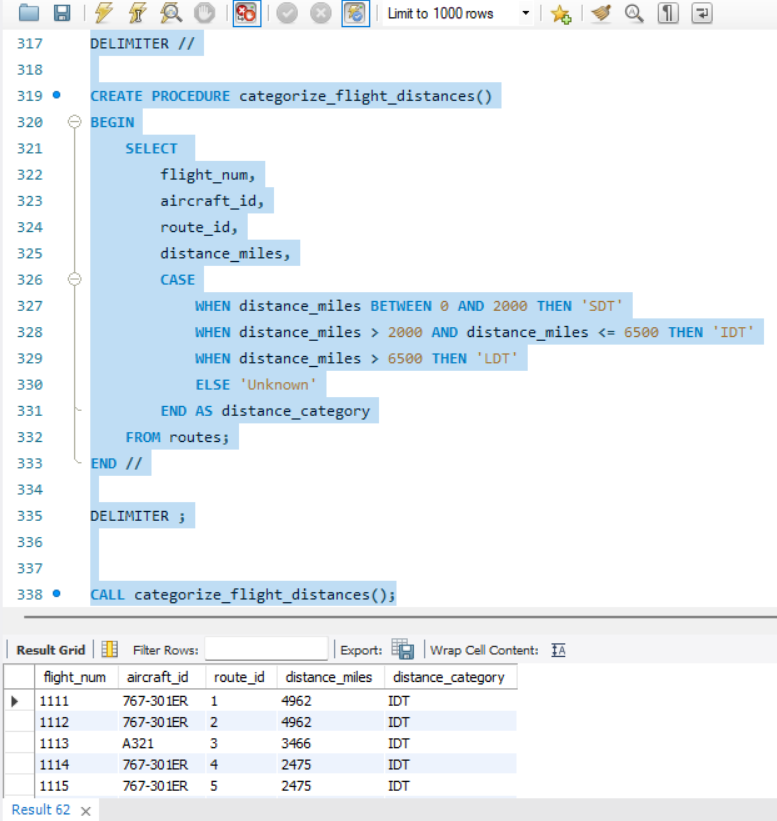 Limit to 1000 rows
317 DELIMITER //
318
319 CREATE PROCEDURE categorize_flight_distances()
320 BEGIN
321 SELECT
322 flight_num,
323 aircraft_id,
324 route_id,
325 distance_miles,
326 CASE
327 WHEN distance_miles BETWEEN 0 AND 2000 THEN 'SDT'
328 WHEN distance_miles > 2000 AND distance_miles <= 6500 THEN 'IDT'
329 WHEN distance_miles > 6500 THEN 'LDT'
330 ELSE 'Unknown'
331 END AS distance_category
332 FROM routes;
333 END //
334
335 DELIMITER ;
336
337
338 CALL categorize_flight_distances();
Result Grid Filter Rows: Export: Wrap Cell Content: IA
flight_num aircraft_id route_id distance_miles distance_category
1111 767-301ER 1 4962 IDT
1112 767-301ER 2 4962 IDT
1113 A321 3 3466 IDT
1114 767-301ER 4 2475 IDT
1115 767-301ER 5 2475 IDT
Result 62